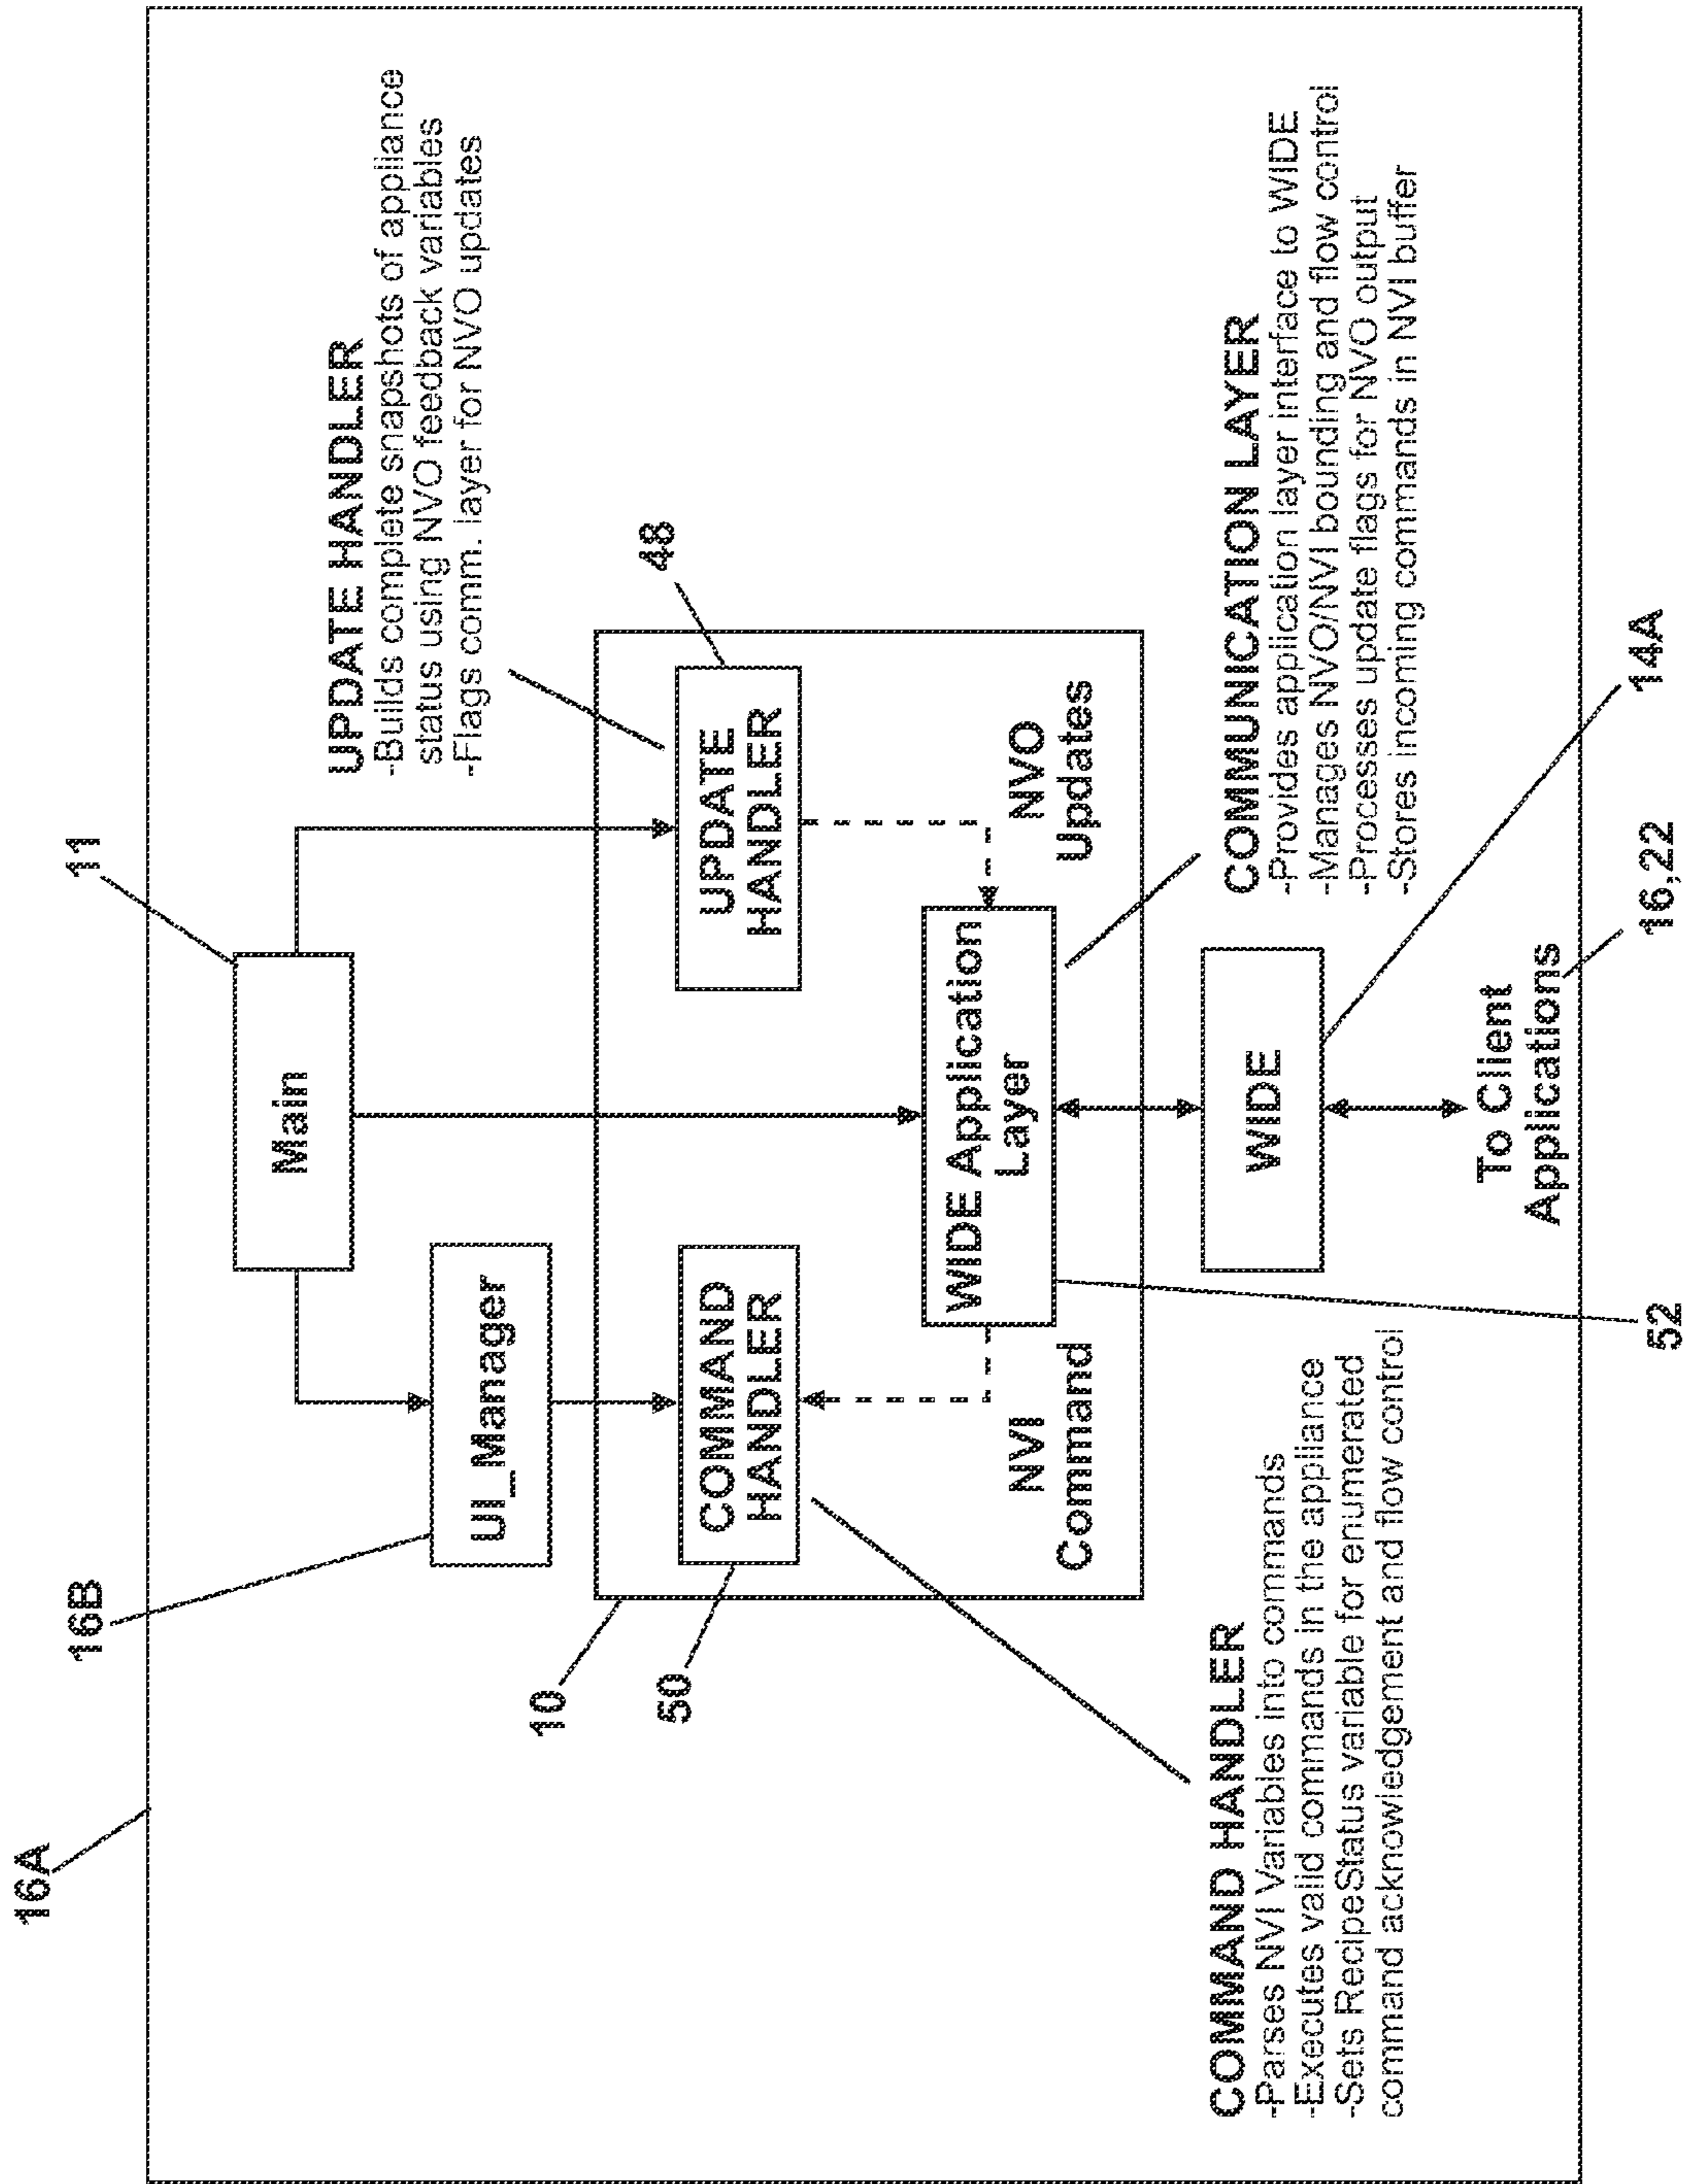 16A
16B
11
Main
UI_Manager
UPDATE HANDLER
-Builds complete snapshots of appliance
status using NVO feedback variables
-Flags comm. layer for NVO updates
10
50
48
COMMAND
HANDLER
UPDATE
HANDLER
WIDE Application
Layer
NVI
Command
NVO
Updates
COMMAND HANDLER
-Parses NVI Variables into commands
-Executes valid commands in the appliance
-Sets RecipeStatus variable for enumerated
command acknowledgement and flow control
WIDE
COMMUNICATION LAYER
-Provides application layer interface to WIDE
-Manages NVO/NVI bounding and flow control
-Processes update flags for NVO output
-Stores incoming commands in NVI buffer
To Client
Applications
52
16,22
14A